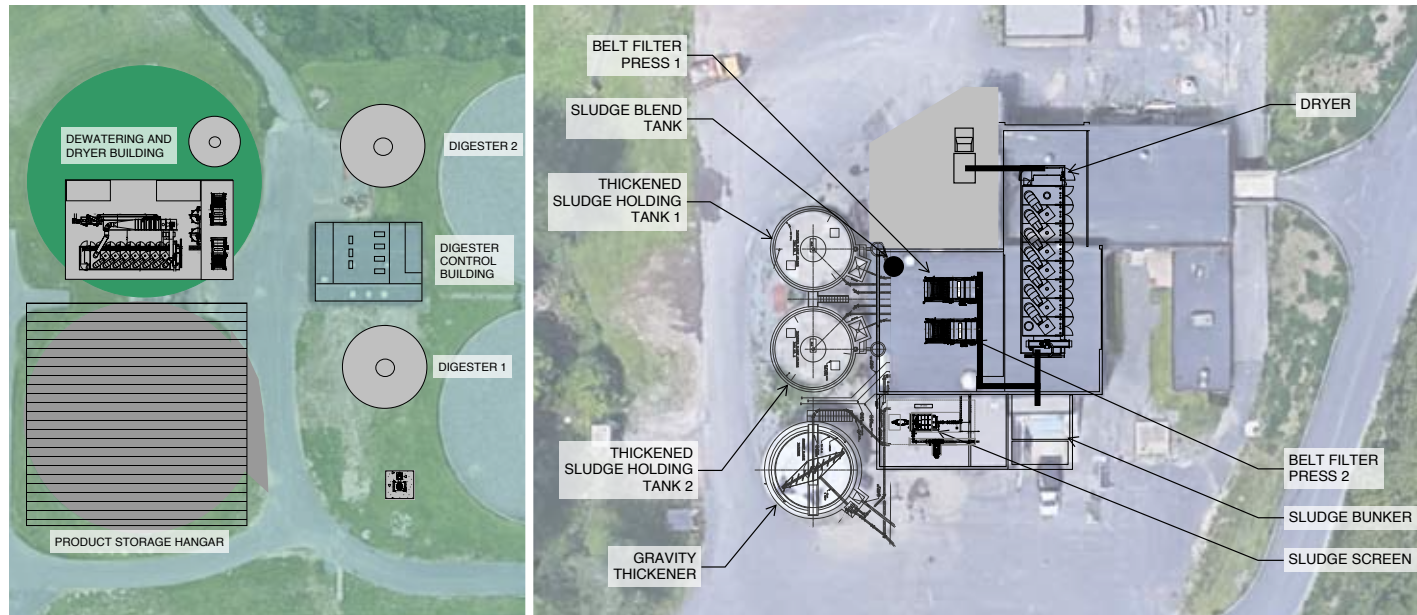 DEWATERING AND
DRYER BUILDING
DIGESTER 2
DIGESTER
CONTROL
BUILDING
DIGESTER 1
PRODUCT STORAGE HANGAR
BELT FILTER
PRESS 1
SLUDGE BLEND
TANK
THICKENED
SLUDGE HOLDING
TANK 1
THICKENED
SLUDGE HOLDING
TANK 2
GRAVITY
THICKENER
DRYER
BELT FILTER
PRESS 2
SLUDGE BUNKER
SLUDGE SCREEN